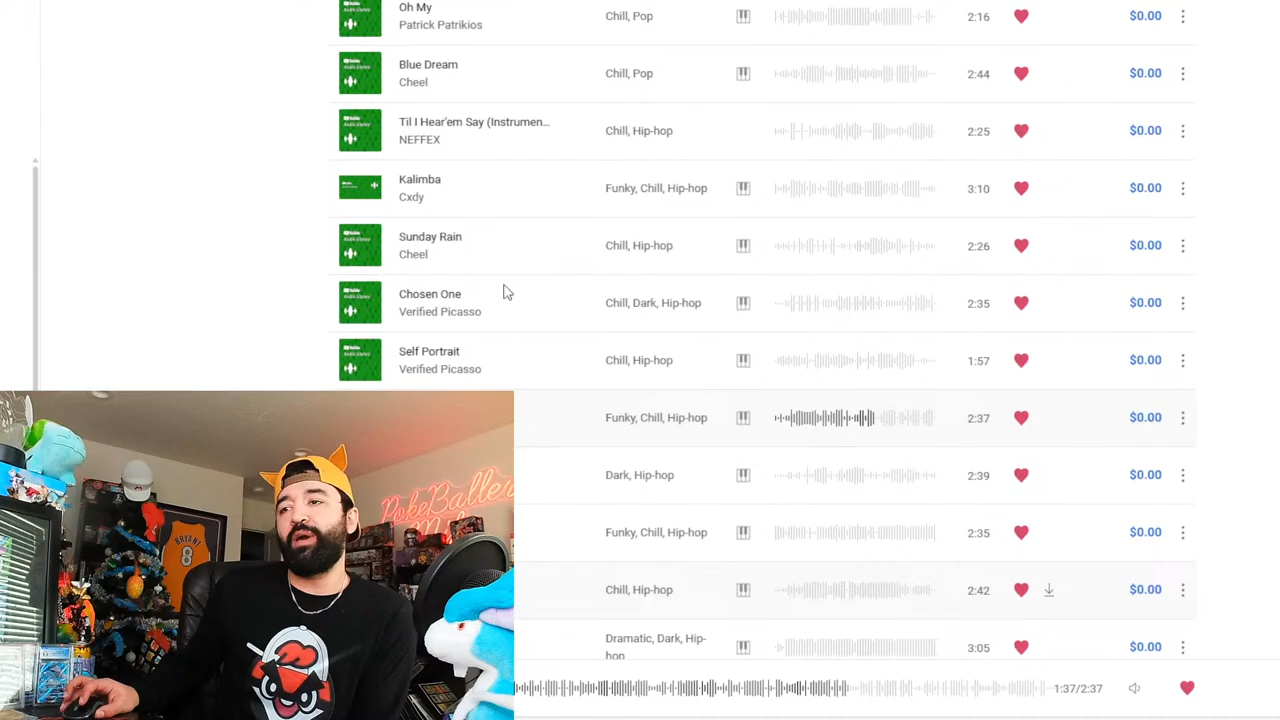 Oh My
Patrick Patrikios
Chill, Pop
2:16
$0.00
Blue Dream
Cheel
Chill, Pop
2:44
$0.00
Til I Hear'em Say (Instrumen...
NEFFEX
Chill, Hip-hop
2:25
$0.00
Kalimba
Cxdy
Funky, Chill, Hip-hop
3:10
$0.00
Sunday Rain
Cheel
Chill, Hip-hop
2:26
$0.00
Chosen One
Verified Picasso
Chill, Dark, Hip-hop
2:35
$0.00
Self Portrait
Verified Picasso
Chill, Hip-hop
1:57
$0.00
Funky, Chill, Hip-hop
2:37
$0.00
Dark, Hip-hop
2:39
$0.00
Funky, Chill, Hip-hop
2:35
$0.00
Chill, Hip-hop
2:42
$0.00
Dramatic, Dark, Hip-
hop
3:05
$0.00
1:37/2:37
PokeBaller
BRYANT
8